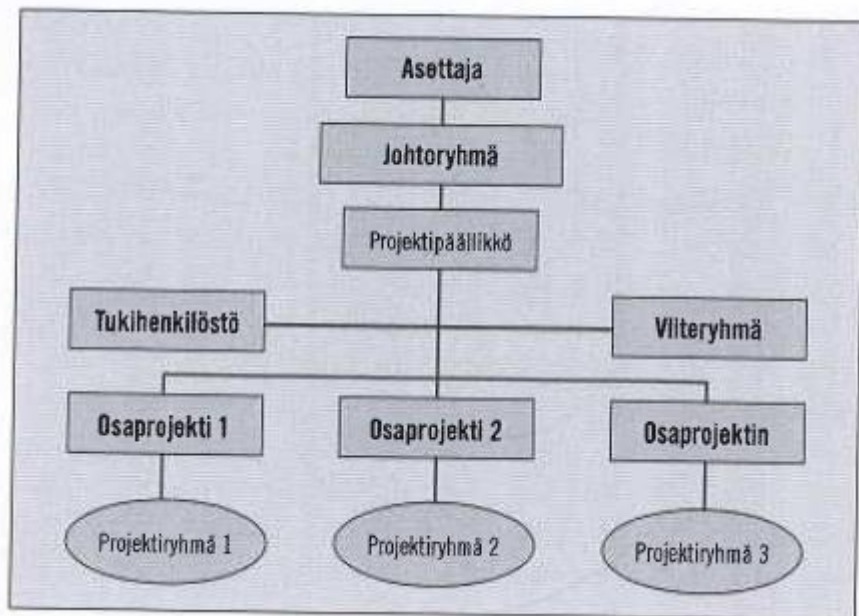 Asettaja
Johtoryhmä
Projektipäällikkö
Tukihenkilöstö
Viiteryhmä
Osaprojekti 1
Osaprojekti 2
Osaprojektin
Projektiryhmä 1
Projektiryhmä 2
Projektiryhmä 3